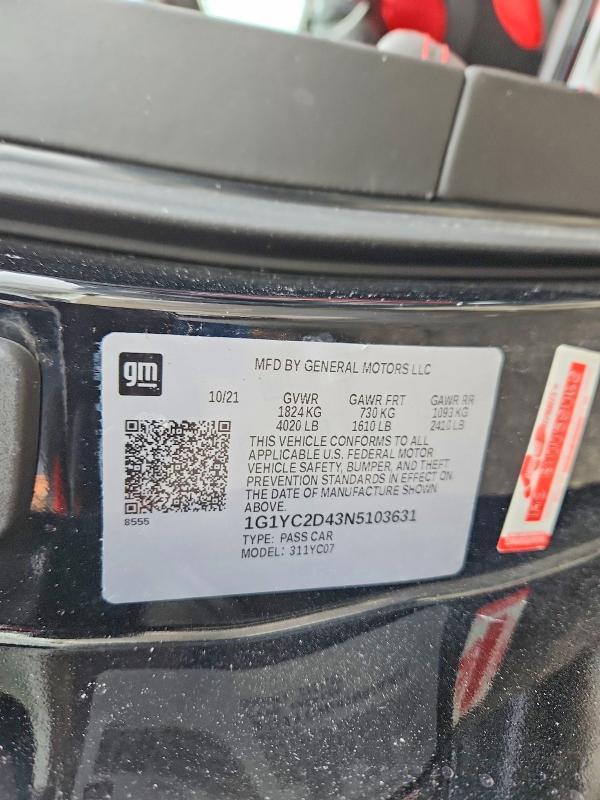 gm
MFD BY GENERAL MOTORS LLC
10/21 GVWR GAWR FRT GAWR RR
1824 KG 730 KG 1093 KG
4020 LB 1610 LB 2410 LB
THIS VEHICLE CONFORMS TO ALL
APPLICABLE U.S. FEDERAL MOTOR
VEHICLE SAFETY, BUMPER, AND THEFT
PREVENTION STANDARDS IN EFFECT ON
THE DATE OF MANUFACTURE SHOWN
ABOVE.
8555
1G1YC2D43N5103631
TYPE: PASS CAR
MODEL: 311YC07